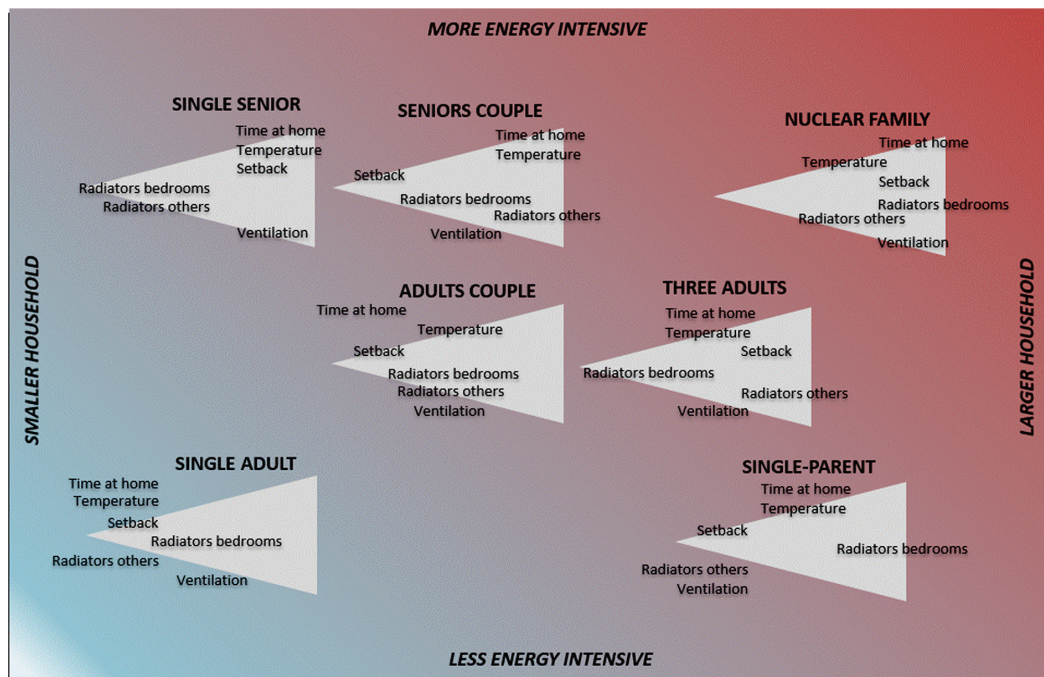 MORE ENERGY INTENSIVE
SMALLER HOUSEHOLD
SINGLE SENIOR
Time at home
Temperature
Setback
Radiators bedrooms
Radiators others
Ventilation
SENIORS COUPLE
Time at home
Temperature
Setback
Radiators bedrooms
Radiators others
Ventilation
NUCLEAR FAMILY
Time at home
Temperature
Setback
Radiators bedrooms
Radiators others
Ventilation
ADULTS COUPLE
Time at home
Temperature
Setback
Radiators bedrooms
Radiators others
Ventilation
THREE ADULTS
Time at home
Temperature
Setback
Radiators bedrooms
Radiators others
Ventilation
SINGLE ADULT
Time at home
Temperature
Setback
Radiators bedrooms
Radiators others
Ventilation
SINGLE-PARENT
Time at home
Temperature
Setback
Radiators bedrooms
Radiators others
Ventilation
LARGER HOUSEHOLD
LESS ENERGY INTENSIVE